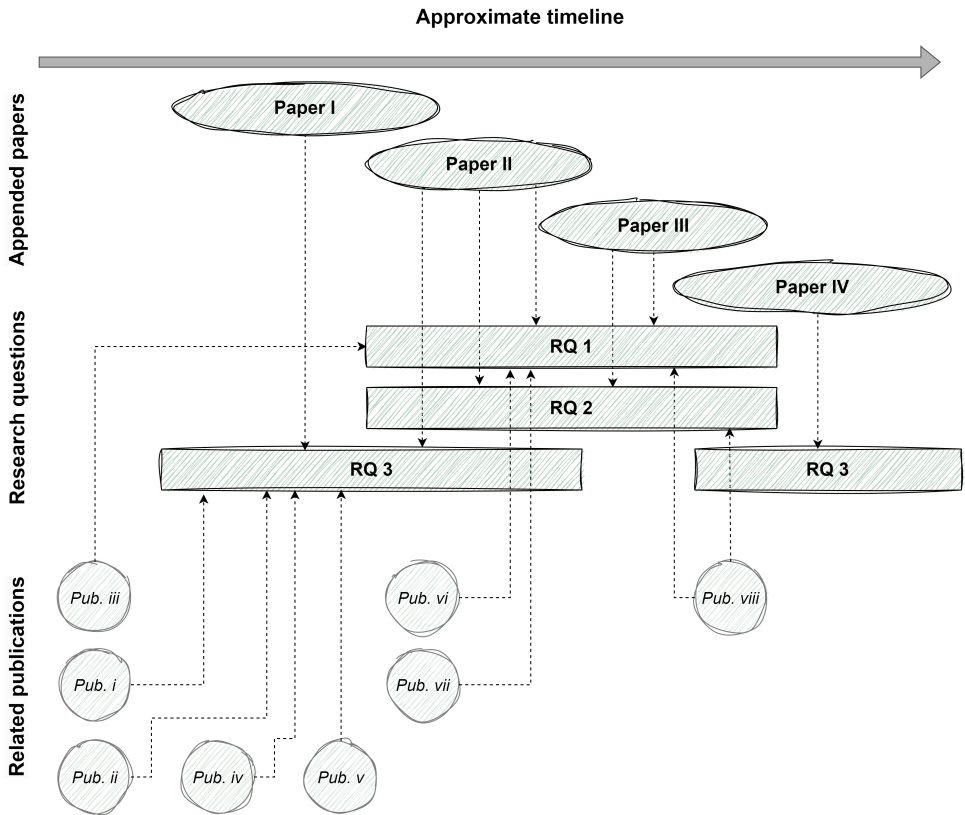 Approximate timeline
Appended papers
Paper I
Paper II
Paper III
Paper IV
Research questions
RQ 1
RQ 2
RQ 3
RQ 3
Related publications
Pub. iii
Pub. vi
Pub. viii
Pub. i
Pub. vii
Pub. ii
Pub. iv
Pub. v